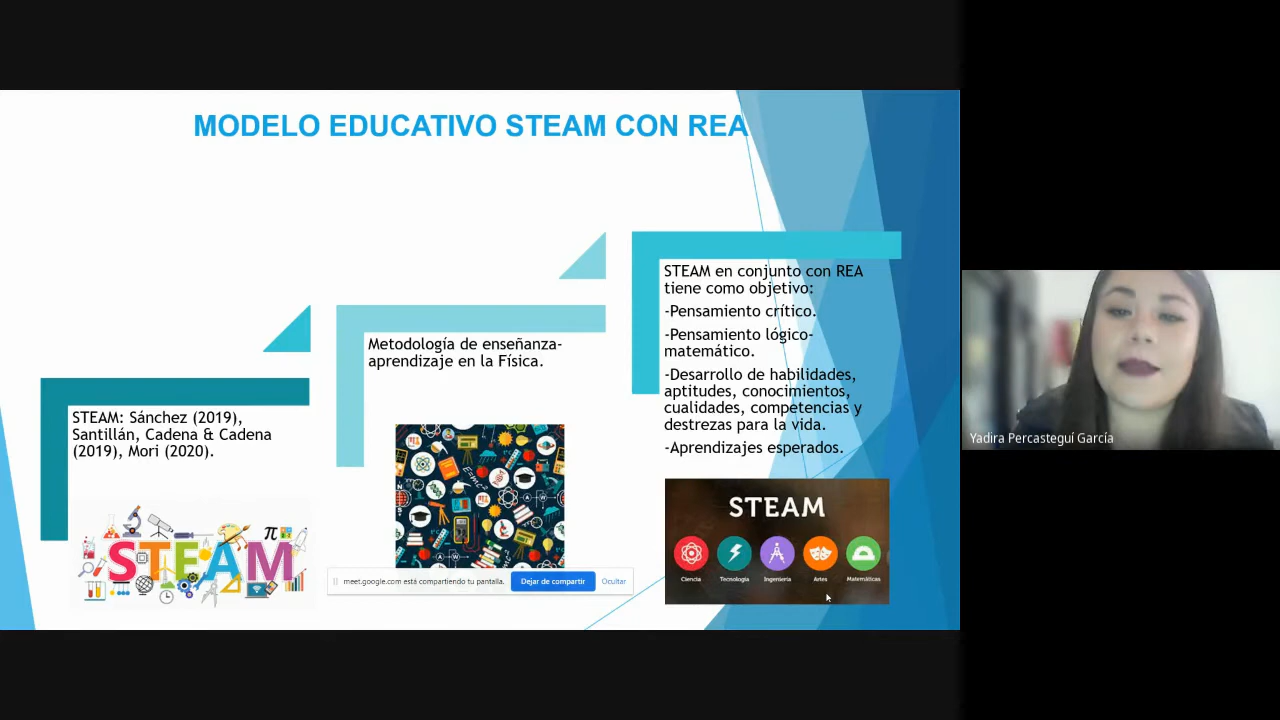 MODELO EDUCATIVO STEAM CON REA
STEAM: Sánchez (2019),
Santillán, Cadena & Cadena
(2019), Mori (2020).
STEAM
π
Metodología de enseñanza-
aprendizaje en la Física.
E=mc²
meet.google.com está compartiendo tu pantalla.
Dejar de compartir
Ocultar
STEAM en conjunto con REA
tiene como objetivo:
-Pensamiento crítico.
-Pensamiento lógico-
matemático.
-Desarrollo de habilidades,
aptitudes, conocimientos,
cualidades, competencias y
destrezas para la vida.
-Aprendizajes esperados.
STEAM
Ciencia
Tecnología
Ingeniería
Artes
Matemáticas
Yadira Percasteguí García